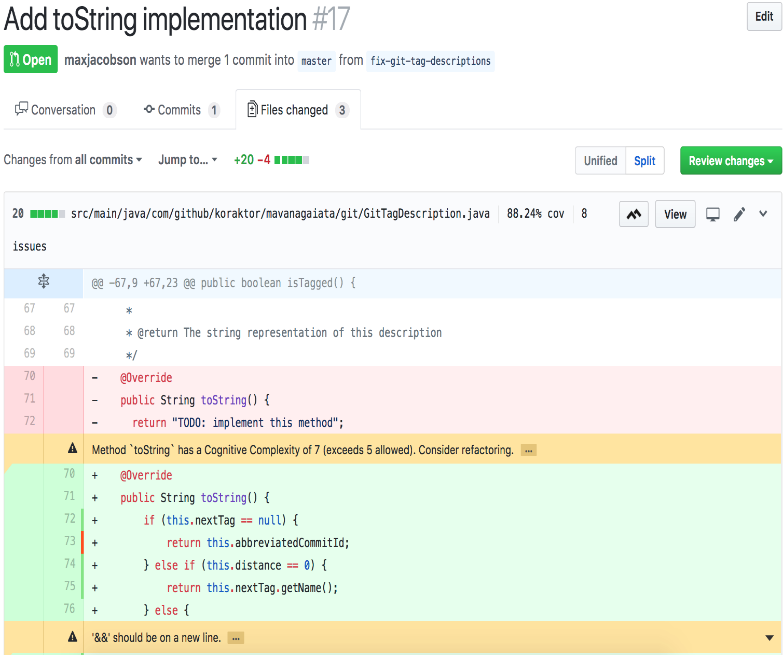 Add toString implementation #17
Edit
Open maxjacobson wants to merge 1 commit into master from fix-git-tag-descriptions
Conversation 0 Commits 1 Files changed 3
Changes from all commits Jump to... +20 −4 Unified Split Review changes
20 src/main/java/com/github/koraktor/mavanagaiata/git/GitTagDescription.java 88.24% cov 8 View
issues
@@ -67,9 +67,23 @@ public boolean isTagged() {
67 67 *
68 68 * @return The string representation of this description
69 69 */
70 - @Override
71 - public String toString() {
72 - return "TODO: implement this method";
Method `toString` has a Cognitive Complexity of 7 (exceeds 5 allowed). Consider refactoring. ...
70 + @Override
71 + public String toString() {
72 + if (this.nextTag == null) {
73 + return this.abbreviatedCommitId;
74 + } else if (this.distance == 0) {
75 + return this.nextTag.getName();
76 + } else {
'&&' should be on a new line. ...